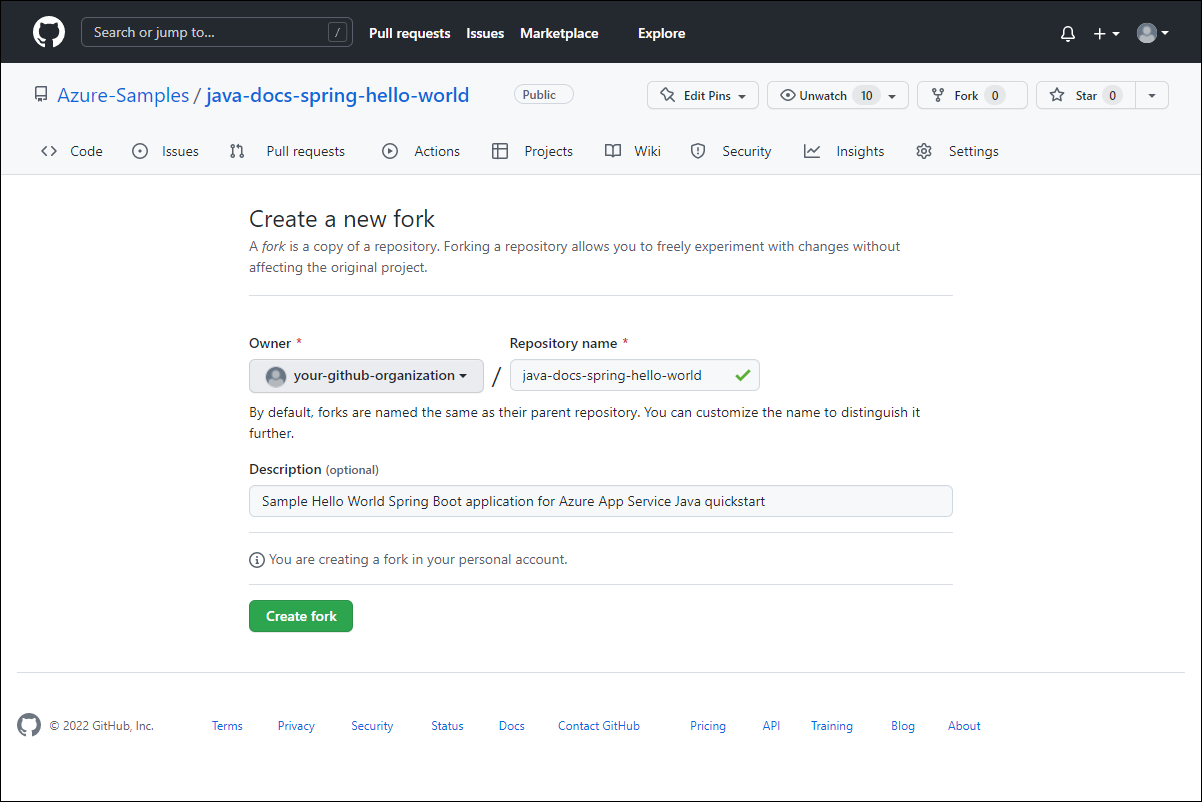 Search or jump to... /
Pull requests Issues Marketplace Explore
Azure-Samples / java-docs-spring-hello-world Public
Edit Pins Unwatch 10 Fork 0 Star 0
Code Issues Pull requests Actions Projects Wiki Security Insights Settings
Create a new fork
A fork is a copy of a repository. Forking a repository allows you to freely experiment with changes without
affecting the original project.
Owner * Repository name *
your-github-organization / java-docs-spring-hello-world
By default, forks are named the same as their parent repository. You can customize the name to distinguish it
further.
Description (optional)
Sample Hello World Spring Boot application for Azure App Service Java quickstart
You are creating a fork in your personal account.
Create fork
© 2022 GitHub, Inc. Terms Privacy Security Status Docs Contact GitHub Pricing API Training Blog About